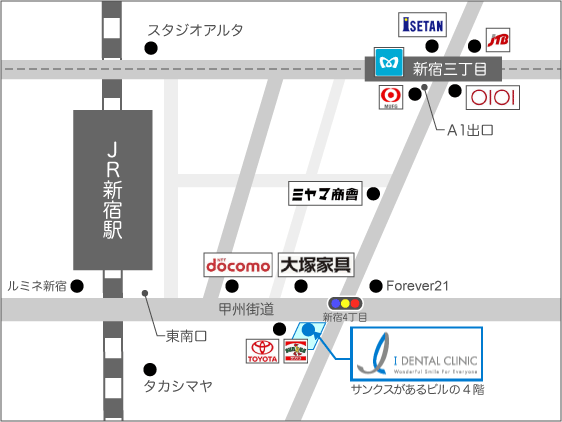 スタジオアルタ
ISETAN
JTB
新宿三丁目
MUFG
OIOI
A1出口
JR新宿駅
ミヤマ商會
NTT
docomo
大塚家具
ルミネ新宿
Forever21
甲州街道
新宿4丁目
東南口
TOYOTA
I DENTAL CLINIC
Wonderful Smile For Everyone
タカシマヤ
サンクスがあるビルの4階